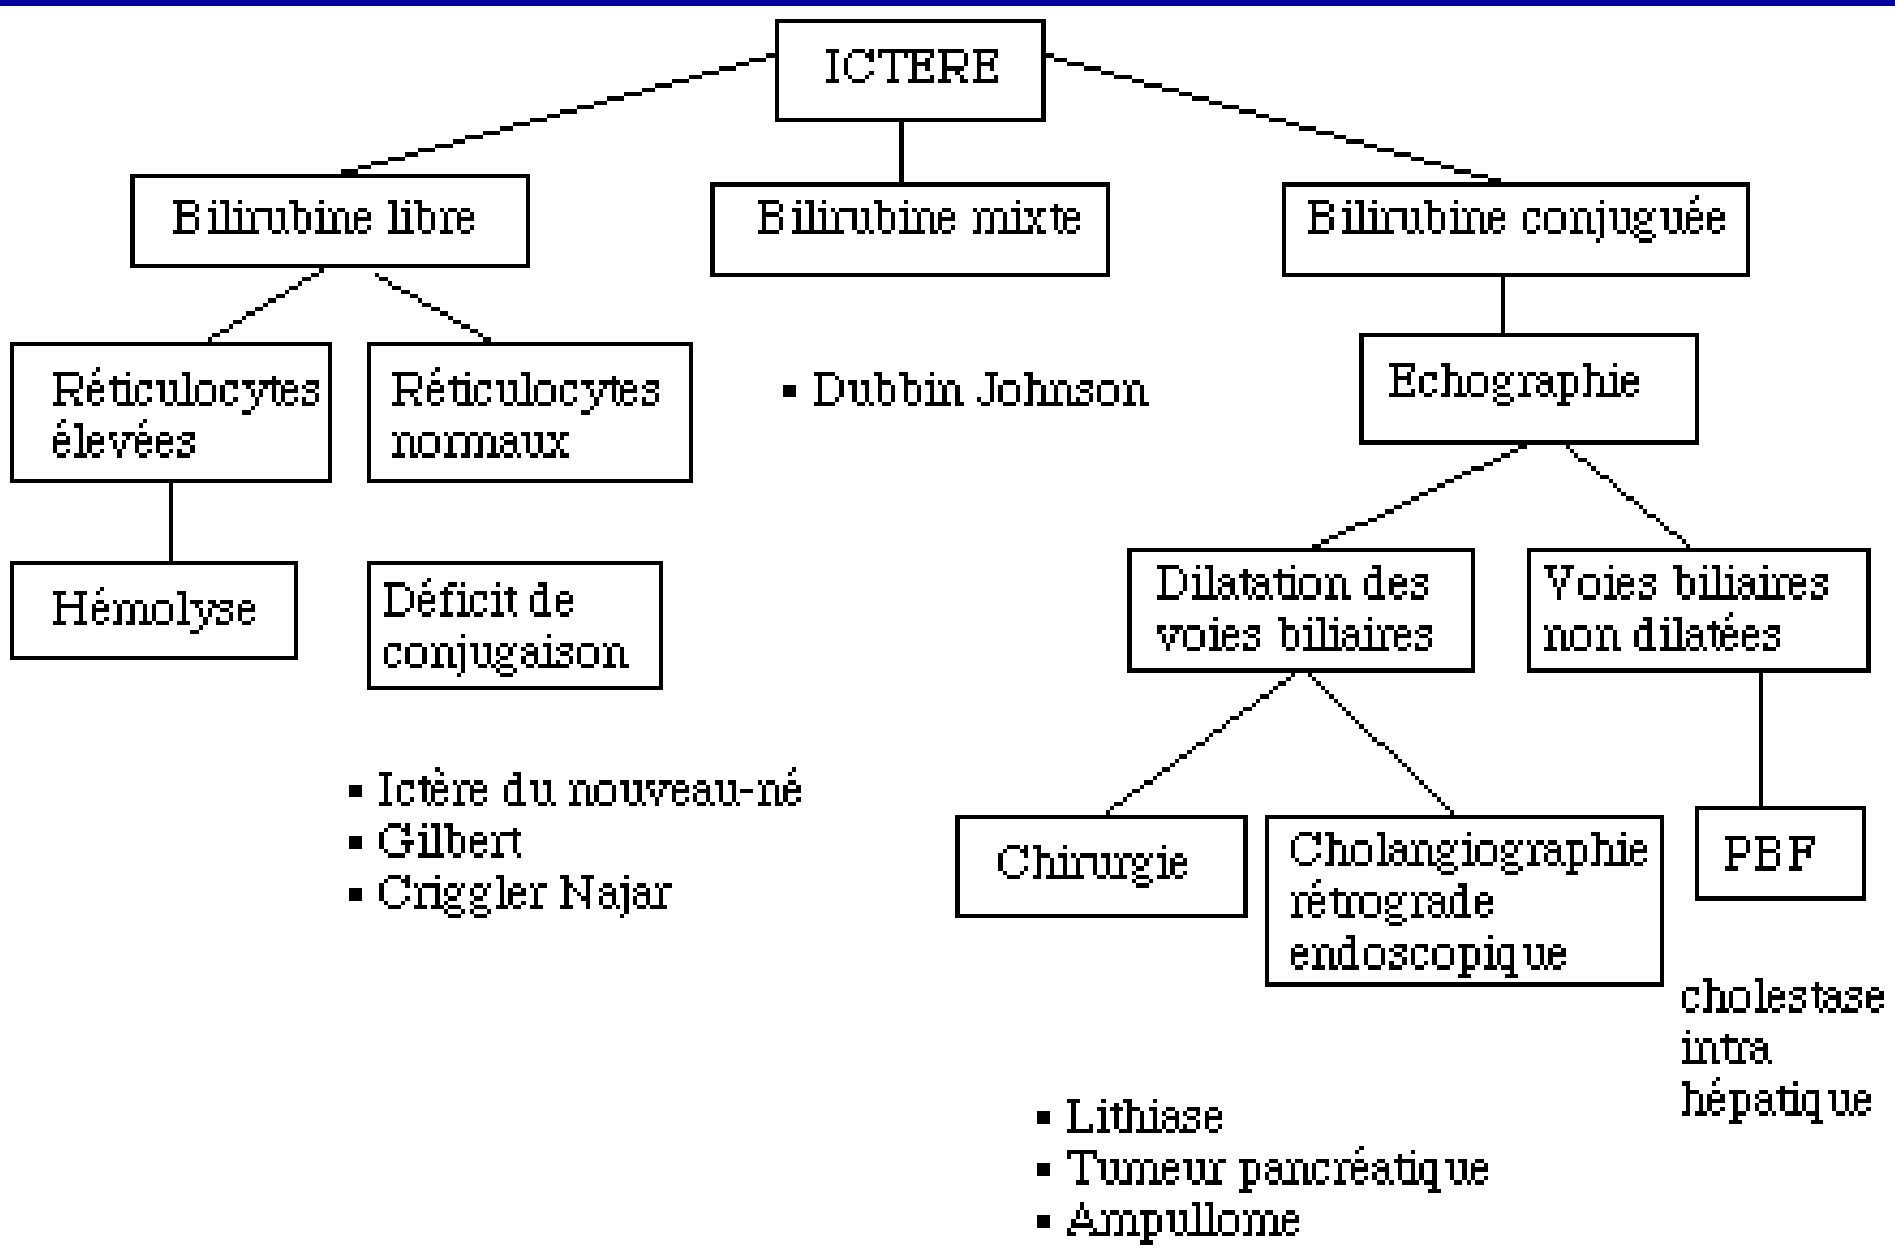 ICTERE
Bilirubine libre
Bilirubine mixte
Bilirubine conjuguée
Réticulocytes
élevées
Réticulocytes
normaux
▪ Dubbin Johnson
Echographie
Hémolyse
Déficit de
conjugaison
Dilatation des
voies biliaires
Voies biliaires
non dilatées
▪ Ictère du nouveau-né
▪ Gilbert
▪ Criggler Najar
Chirurgie
Cholangiographie
rétrograde
endoscopique
PBF
cholestase
intra
hépatique
▪ Lithiase
▪ Tumeur pancréatique
▪ Ampullome